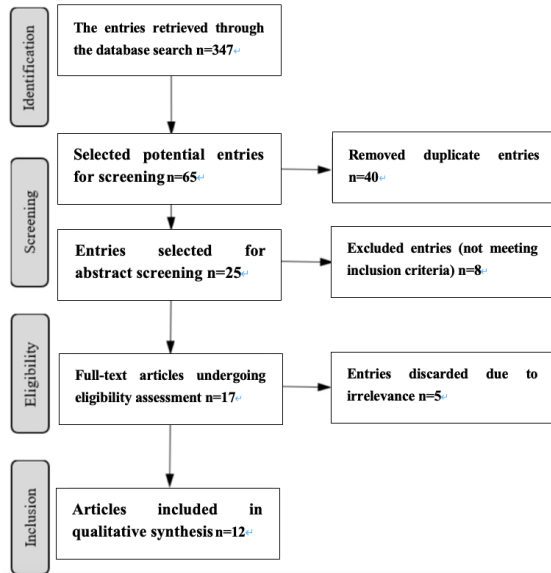 Identification
The entries retrieved through
the database search n=347↵
Screening
Selected potential entries
for screening n=65↵
Removed duplicate entries
n=40↵
Entries selected for
abstract screening n=25↵
Excluded entries (not meeting
inclusion criteria) n=8↵
Eligibility
Full-text articles undergoing
eligibility assessment n=17↵
Entries discarded due to
irrelevance n=5↵
Inclusion
Articles included in
qualitative synthesis n=12↵